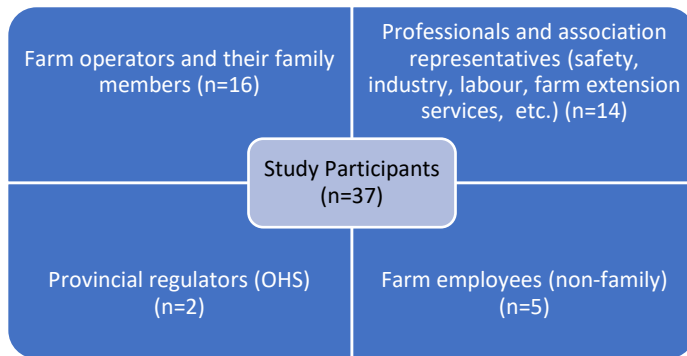 Farm operators and their family
members (n=16)
Professionals and association
representatives (safety,
industry, labour, farm extension
services,  etc.) (n=14)
Study Participants
(n=37)
Provincial regulators (OHS)
(n=2)
Farm employees (non-family)
(n=5)